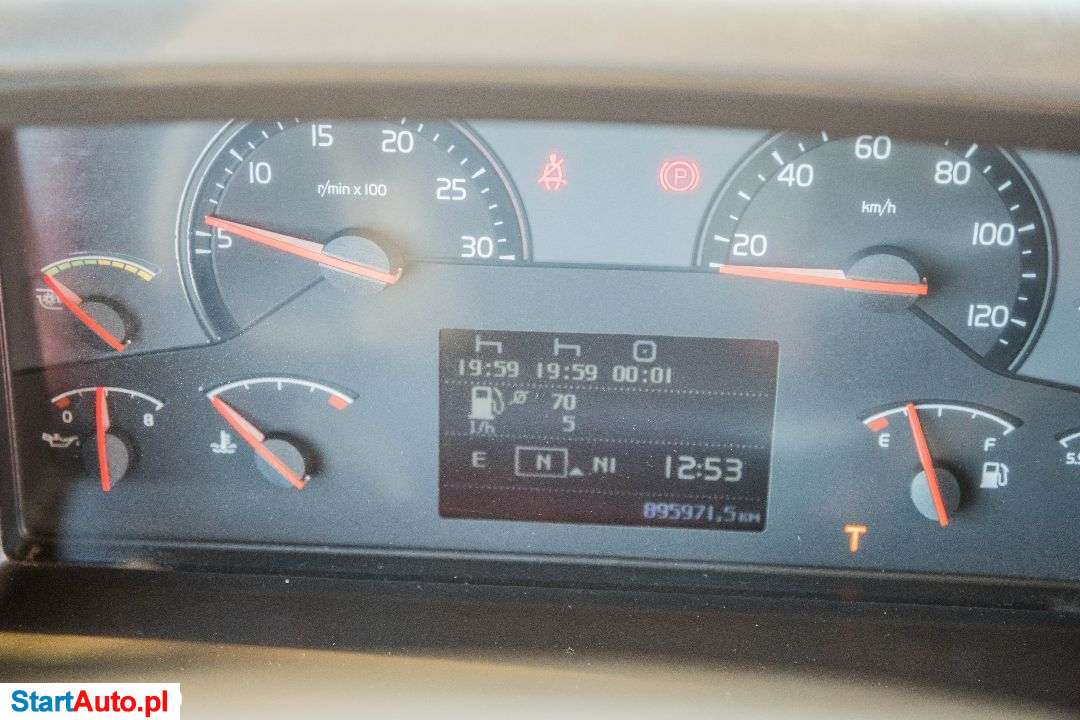 5 10 15 20 25 30
r/min x 100
P
20 40 60 80 100 120
km/h
0 8
19:59 19:59 00:01
Ø 70
l/h 5
E N N1 12:53
895971,5 KM
E F
T
StartAuto.pl